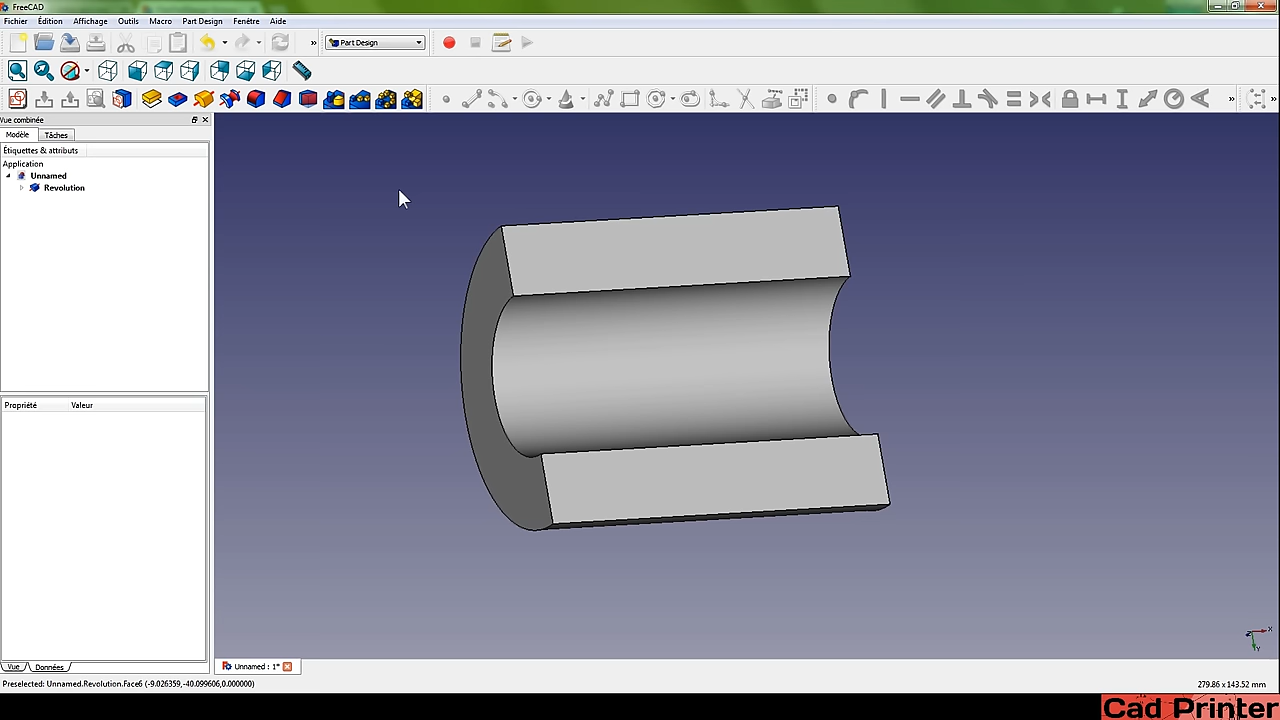 FreeCAD
Fichier Édition Affichage Outils Macro Part Design Fenêtre Aide
Part Design
Vue combinée
Modèle Tâches
Étiquettes & attributs
Application
Unnamed
Revolution
Propriété Valeur
Vue Données
Unnamed : 1*
X
Y
Preselected: Unnamed.Revolution.Face6 (-9.026359,-40.099606,0.000000)
279.86 x 143.52 mm
Cad Printer